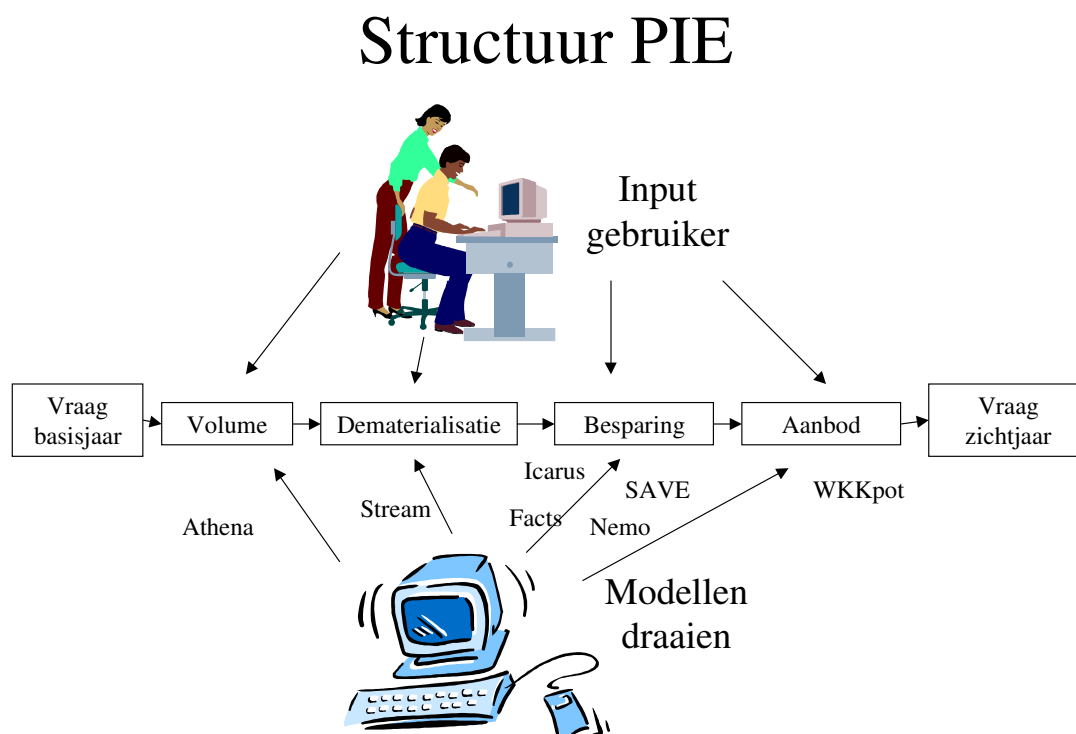 Structuur PIE
Input
gebruiker
Vraag
basisjaar
Volume
Dematerialisatie
Besparing
Aanbod
Vraag
zichtjaar
Icarus
SAVE
WKKpot
Stream
Facts
Nemo
Athena
Modellen
draaien